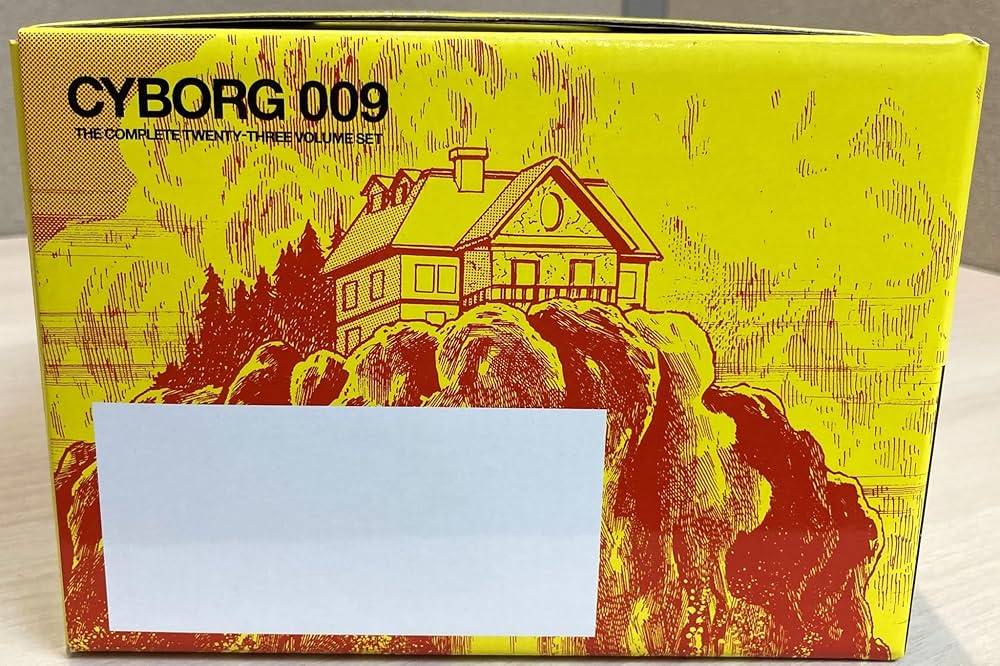 CYBORG 009
THE COMPLETE TWENTY-THREE VOLUME SET